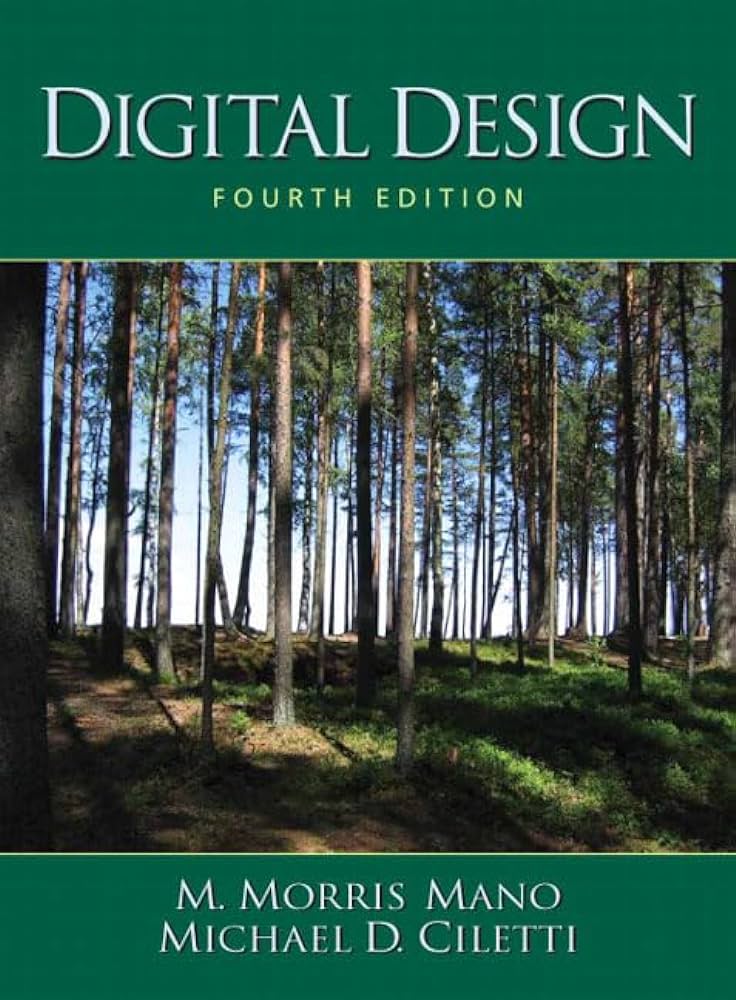 DIGITAL DESIGN
FOURTH EDITION
M. MORRIS MANO
MICHAEL D. CILETTI